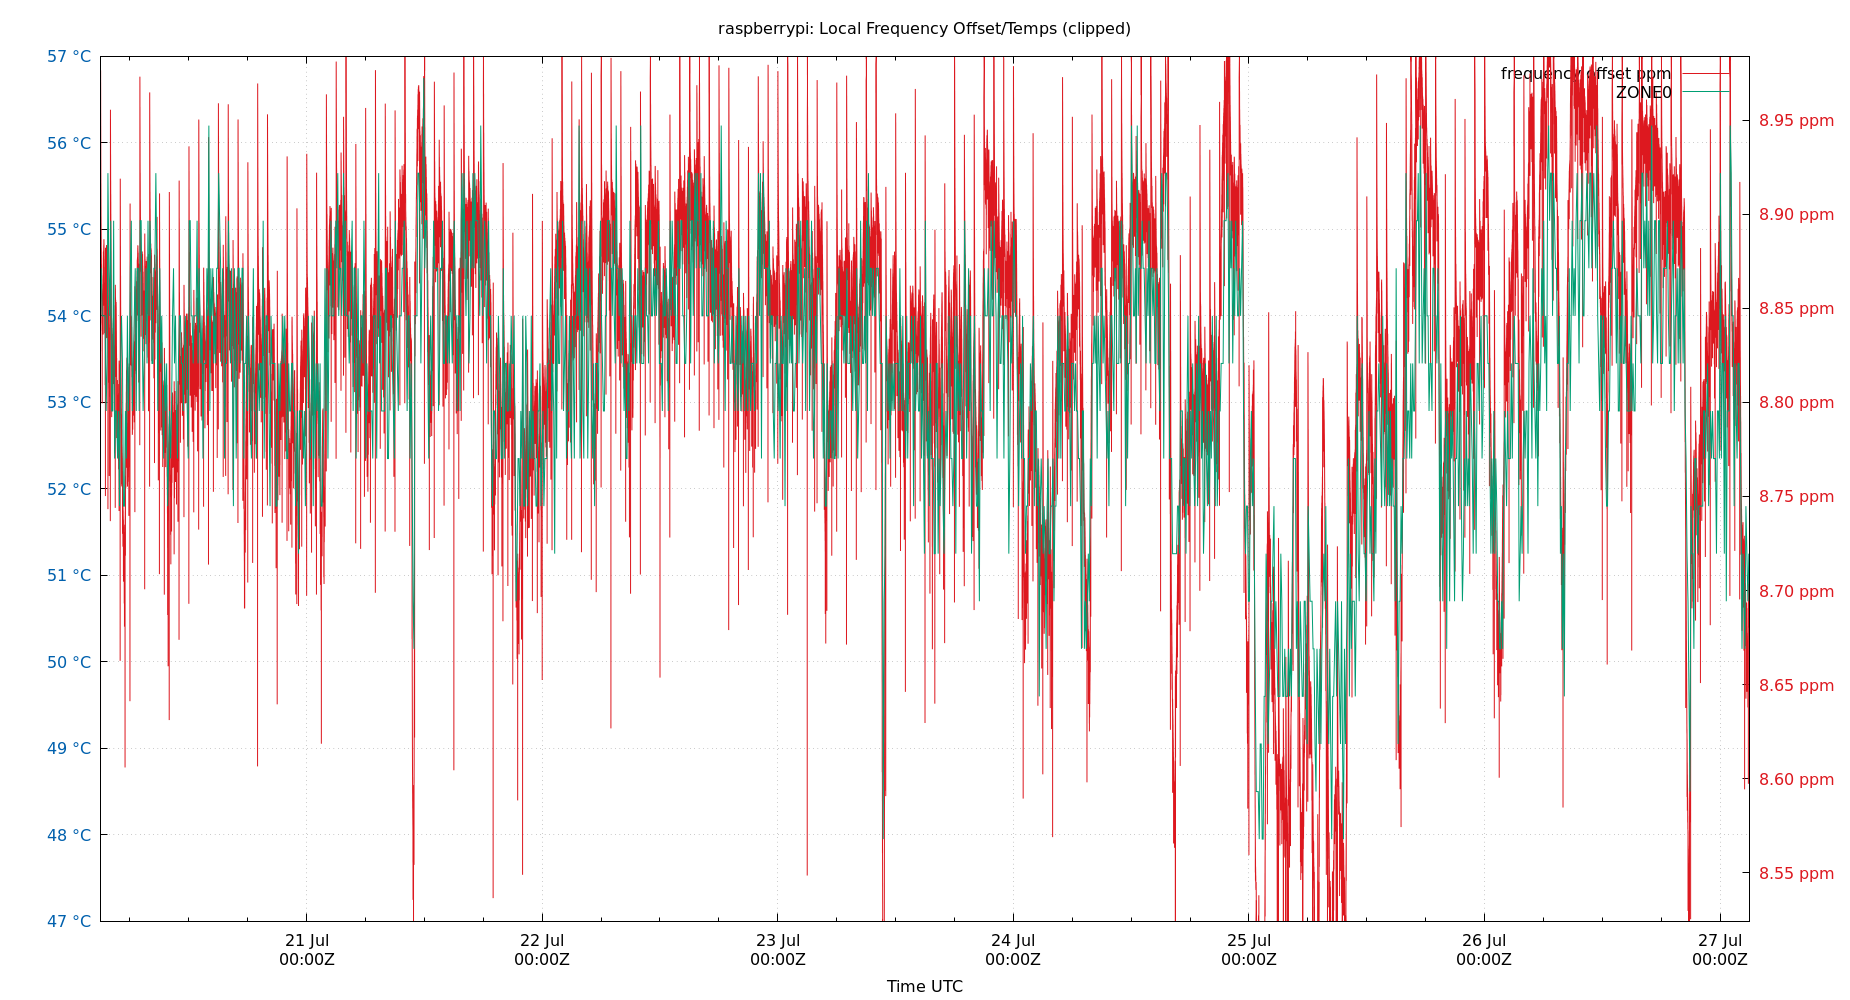 raspberrypi: Local Frequency Offset/Temps (clipped)
57 °C
56 °C
55 °C
54 °C
53 °C
52 °C
51 °C
50 °C
49 °C
48 °C
47 °C
frequency offset ppm
ZONE0
8.95 ppm
8.90 ppm
8.85 ppm
8.80 ppm
8.75 ppm
8.70 ppm
8.65 ppm
8.60 ppm
8.55 ppm
21 Jul
00:00Z
22 Jul
00:00Z
23 Jul
00:00Z
24 Jul
00:00Z
25 Jul
00:00Z
26 Jul
00:00Z
27 Jul
00:00Z
Time UTC